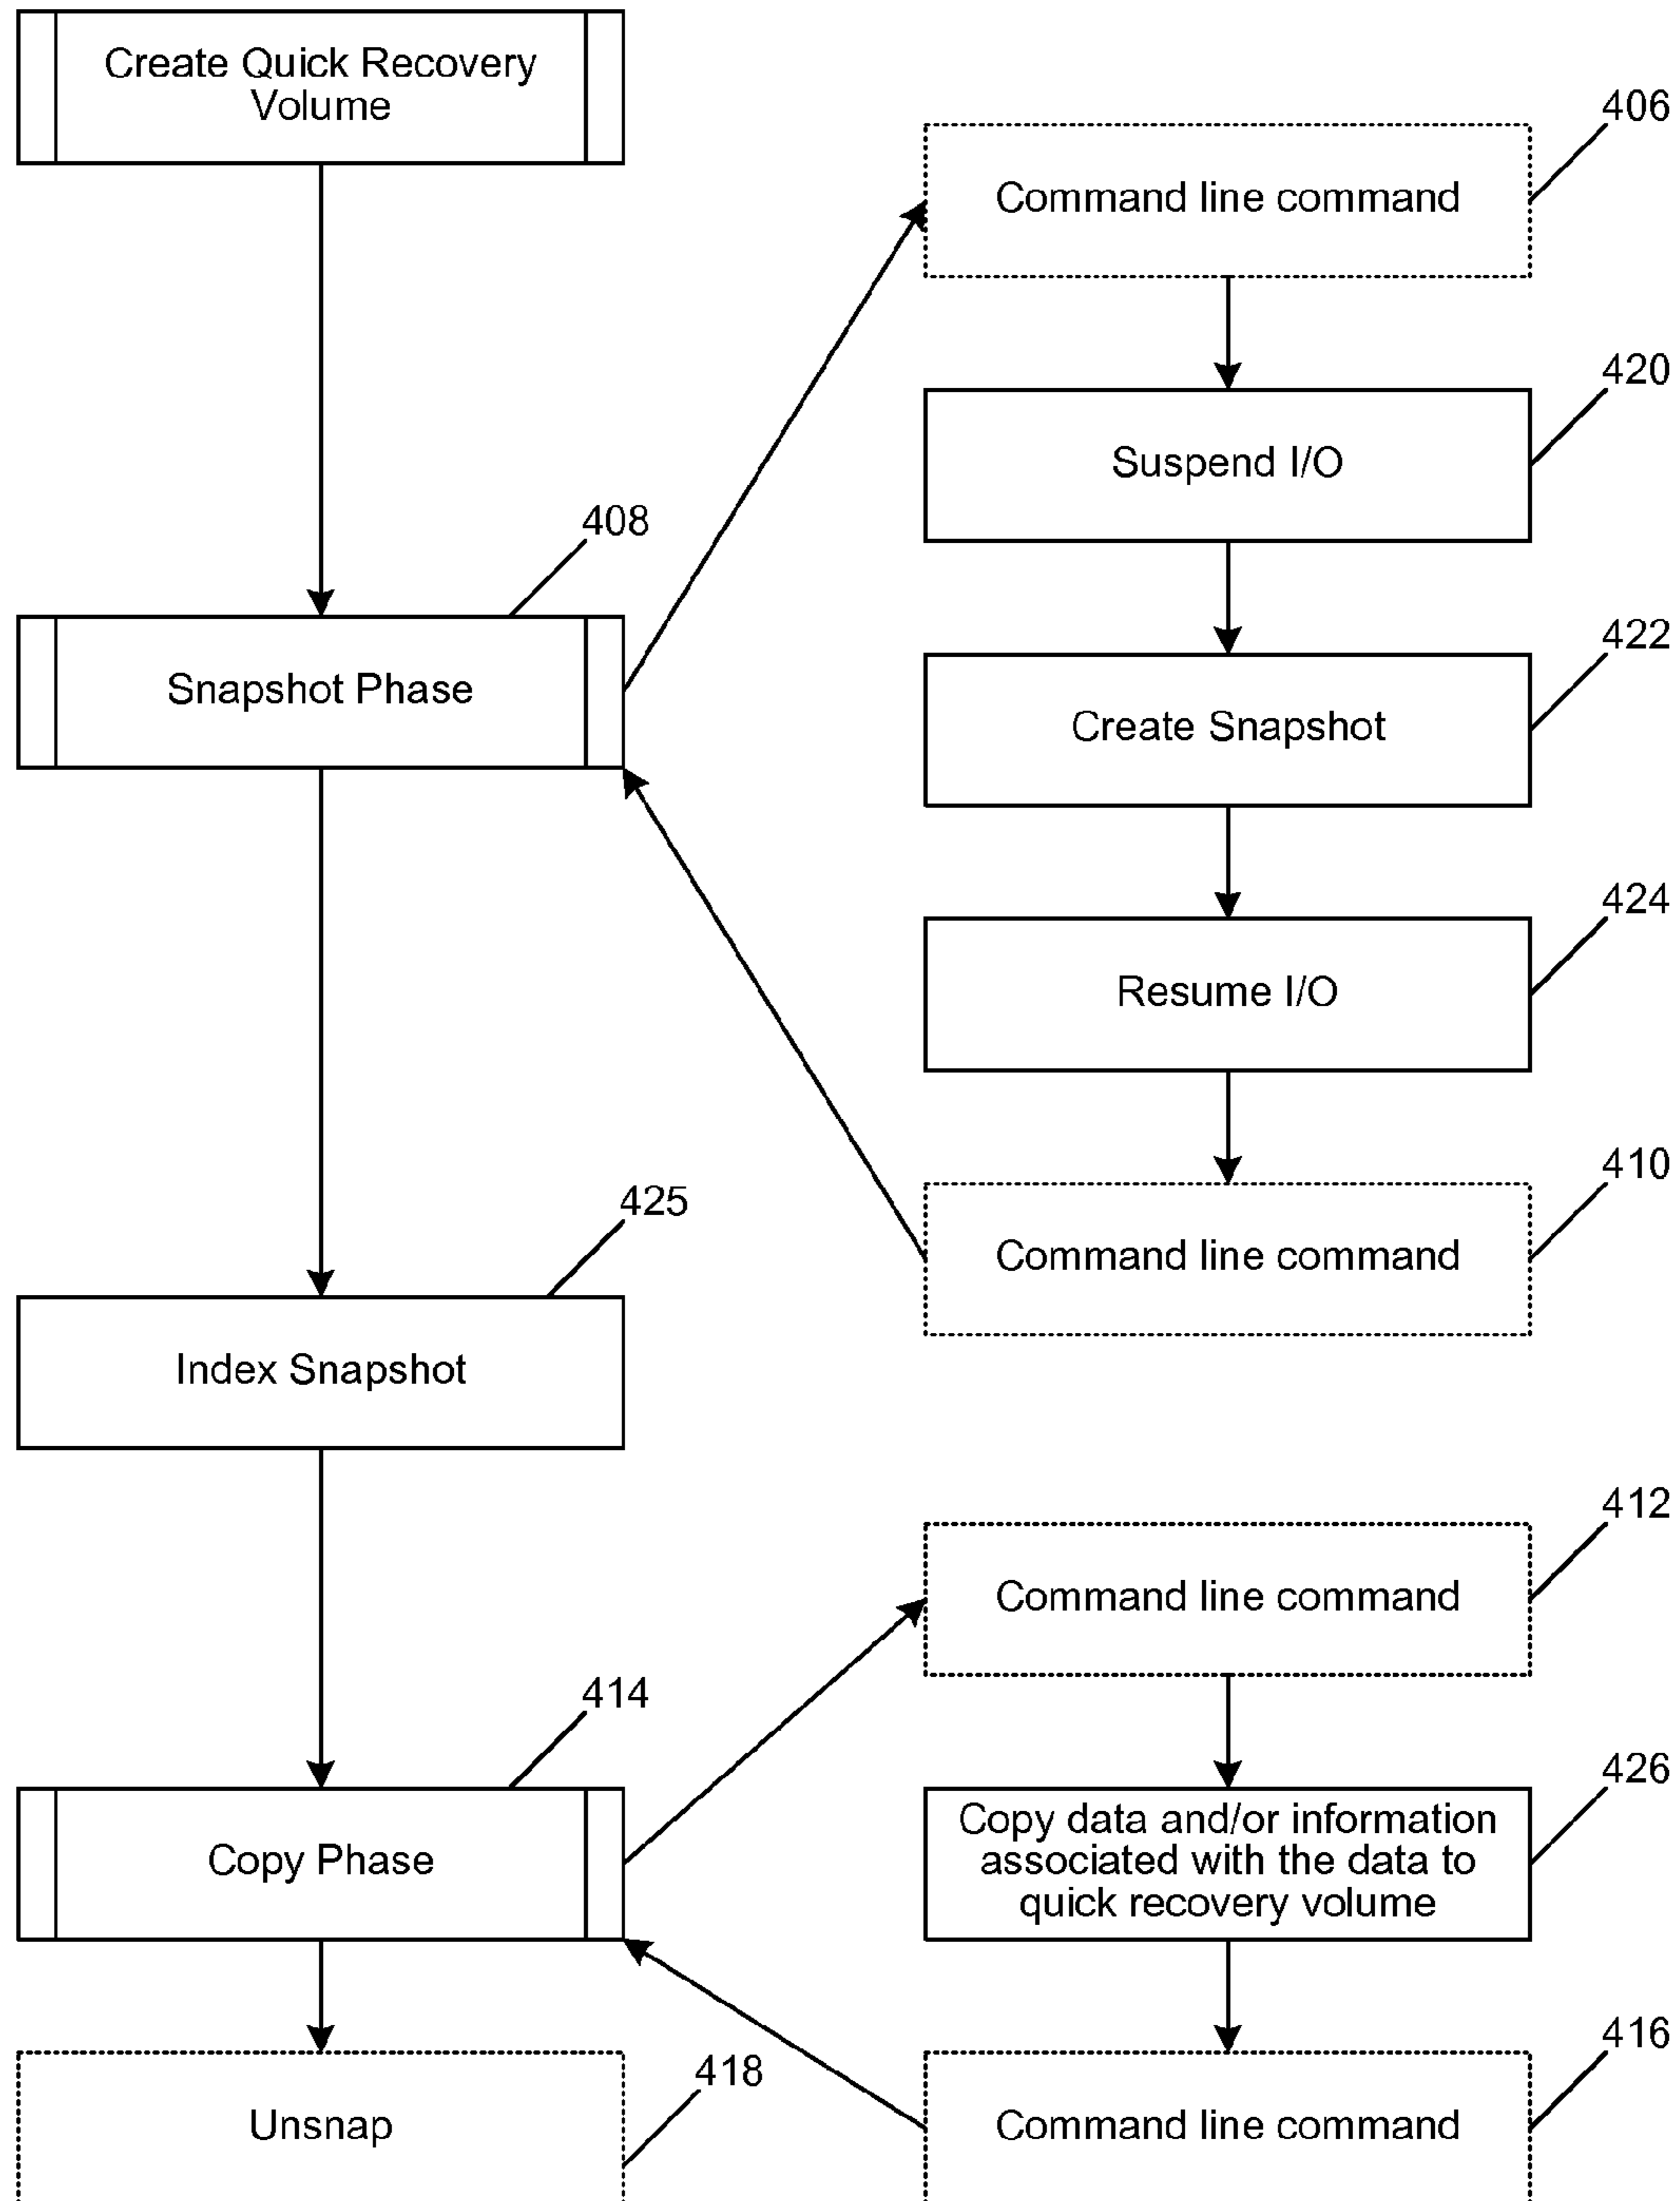 Create Quick Recovery
Volume
406
Command line command
420
Suspend I/O
408
Snapshot Phase
422
Create Snapshot
424
Resume I/O
410
Command line command
425
Index Snapshot
412
Command line command
414
Copy Phase
426
Copy data and/or information
associated with the data to
quick recovery volume
416
Command line command
418
Unsnap